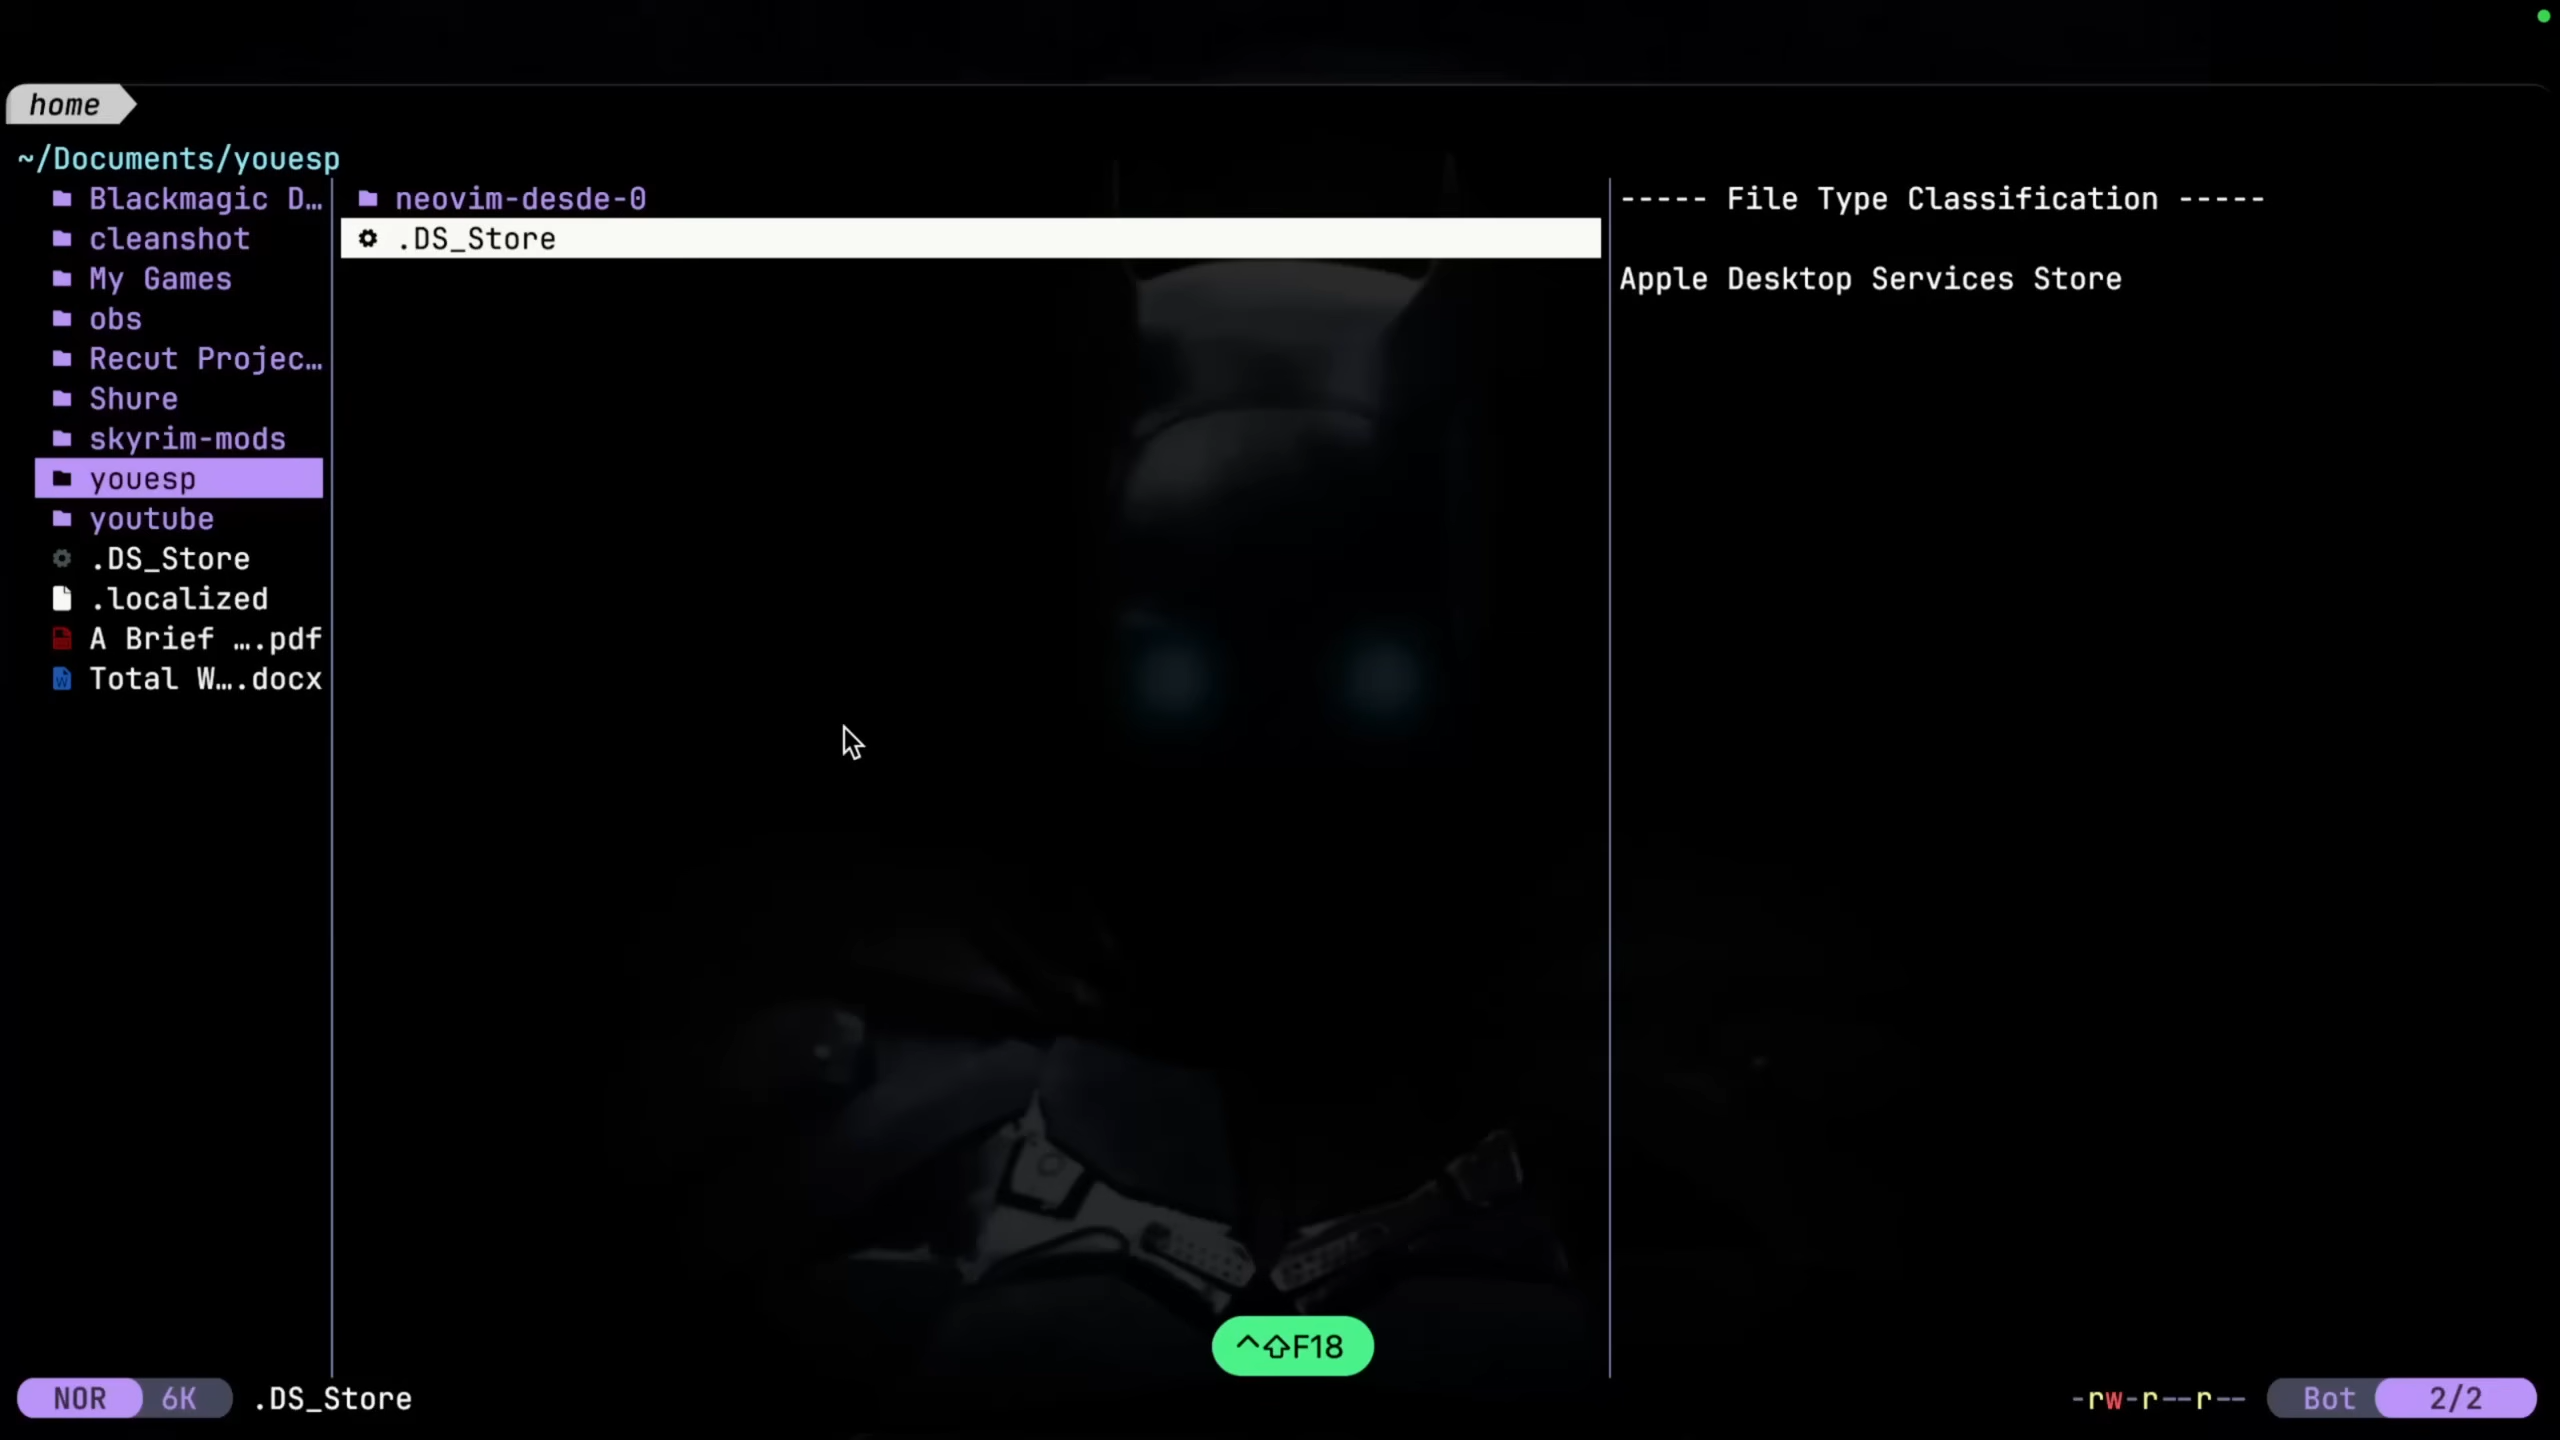 home
~/Documents/youesp
Blackmagic D…
cleanshot
My Games
obs
Recut Projec…
Shure
skyrim-mods
youesp
youtube
.DS_Store
.localized
A Brief ….pdf
Total W….docx
neovim-desde-0
.DS_Store
----- File Type Classification -----
Apple Desktop Services Store
^⇧F18
NOR 6K .DS_Store
-rw-r--r-- Bot 2/2